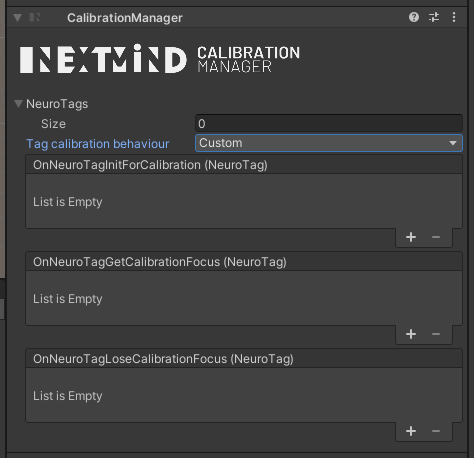 CalibrationManager
NEXTMIND CALIBRATION MANAGER
NeuroTags
Size 0
Tag calibration behaviour Custom
OnNeuroTagInitForCalibration (NeuroTag)
List is Empty
+ −
OnNeuroTagGetCalibrationFocus (NeuroTag)
List is Empty
+ −
OnNeuroTagLoseCalibrationFocus (NeuroTag)
List is Empty
+ −